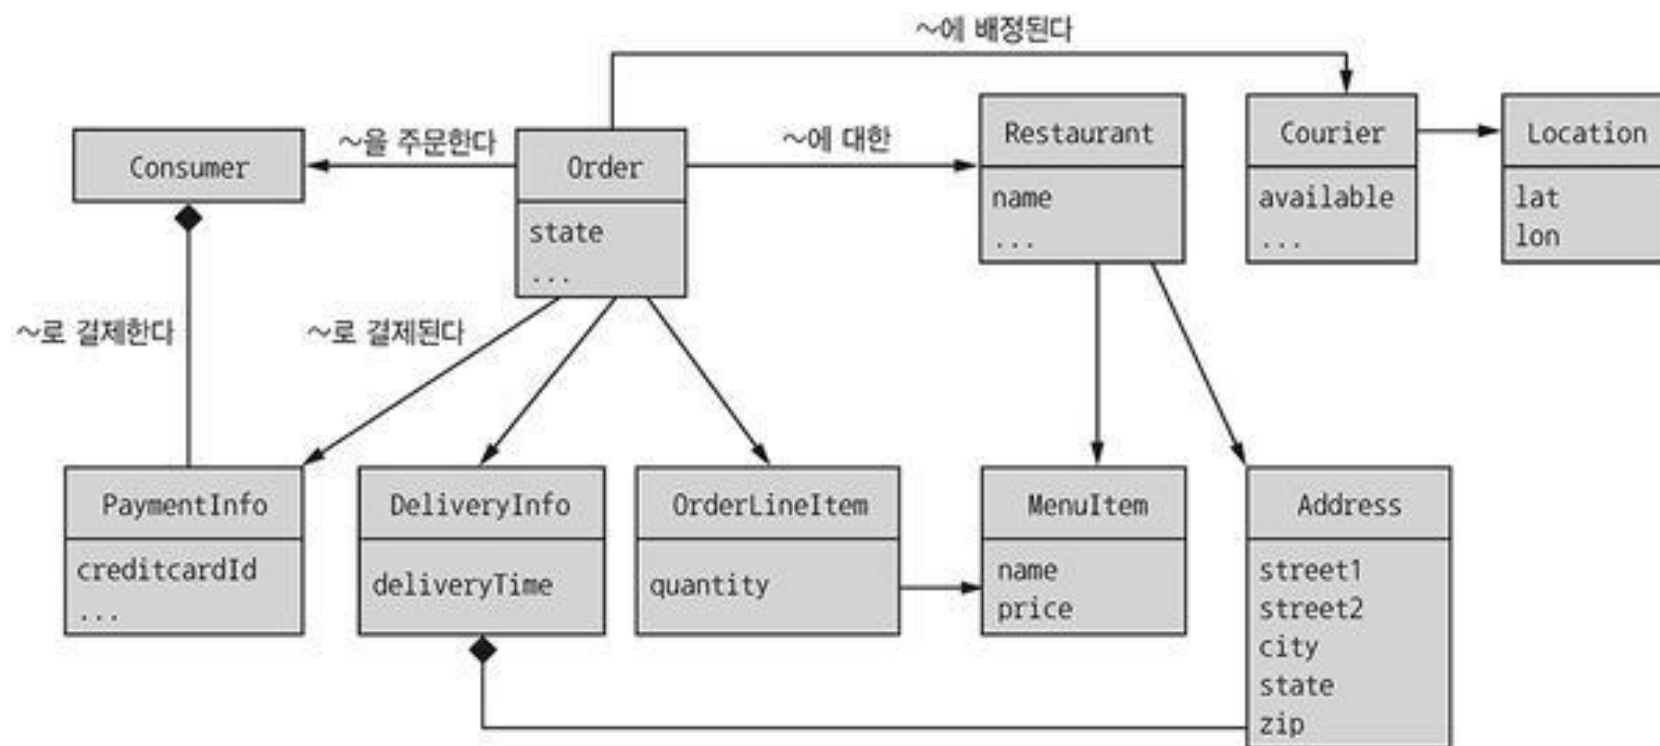 ~에 배정된다
Consumer
~을 주문한다
Order
state
...
~에 대한
Restaurant
name
...
Courier
available
...
Location
lat
lon
~로 결제한다
~로 결제된다
PaymentInfo
creditcardId
...
DeliveryInfo
deliveryTime
OrderLineItem
quantity
MenuItem
name
price
Address
street1
street2
city
state
zip